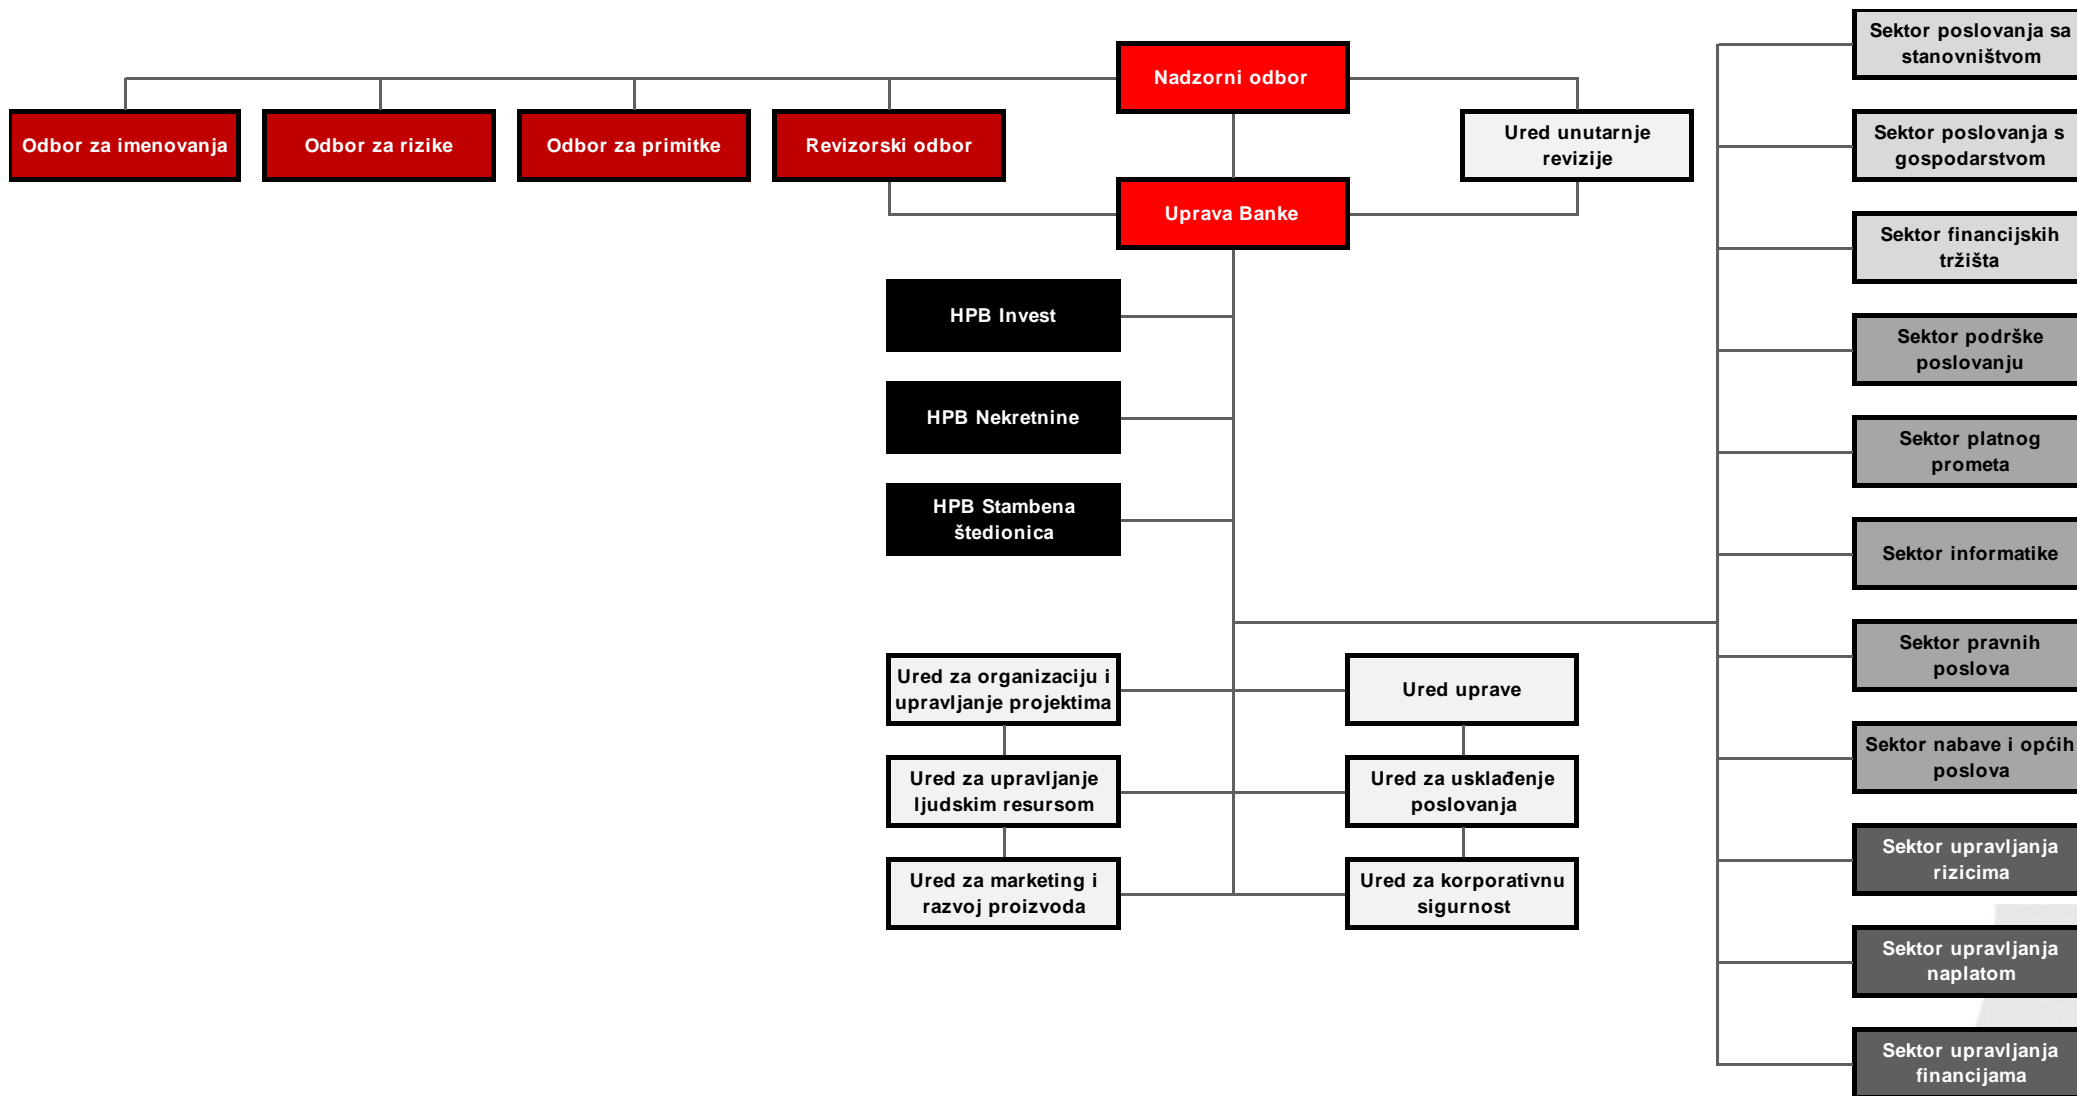 Nadzorni odbor
Odbor za imenovanja
Odbor za rizike
Odbor za primitke
Revizorski odbor
Ured unutarnje
revizije
Uprava Banke
HPB Invest
HPB Nekretnine
HPB Stambena
štedionica
Ured za organizaciju i
upravljanje projektima
Ured uprave
Ured za upravljanje
ljudskim resursom
Ured za usklađenje
poslovanja
Ured za marketing i
razvoj proizvoda
Ured za korporativnu
sigurnost
Sektor poslovanja sa
stanovništvom
Sektor poslovanja s
gospodarstvom
Sektor financijskih
tržišta
Sektor podrške
poslovanju
Sektor platnog
prometa
Sektor informatike
Sektor pravnih
poslova
Sektor nabave i općih
poslova
Sektor upravljanja
rizicima
Sektor upravljanja
naplatom
Sektor upravljanja
financijama